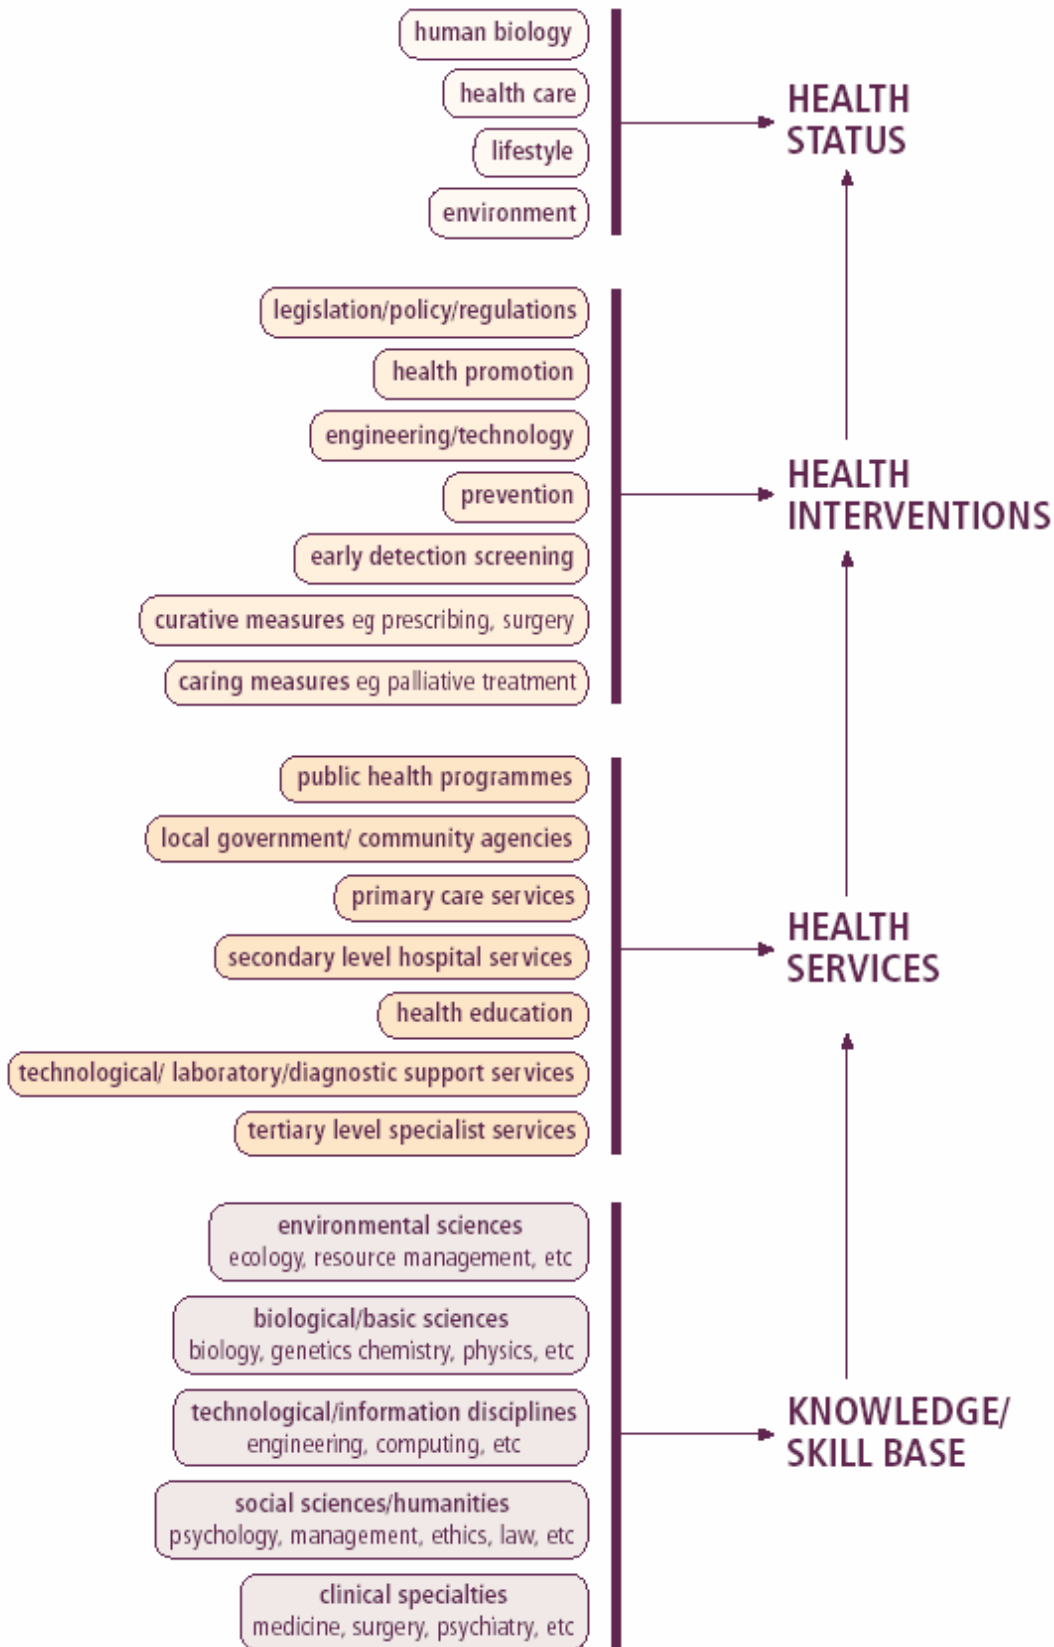 human biology
health care
lifestyle
environment
HEALTH
STATUS
legislation/policy/regulations
health promotion
engineering/technology
prevention
early detection screening
curative measures eg prescribing, surgery
caring measures eg palliative treatment
HEALTH
INTERVENTIONS
public health programmes
local government/ community agencies
primary care services
secondary level hospital services
health education
technological/ laboratory/diagnostic support services
tertiary level specialist services
HEALTH
SERVICES
environmental sciences
ecology, resource management, etc
biological/basic sciences
biology, genetics chemistry, physics, etc
technological/information disciplines
engineering, computing, etc
social sciences/humanities
psychology, management, ethics, law, etc
clinical specialties
medicine, surgery, psychiatry, etc
KNOWLEDGE/
SKILL BASE